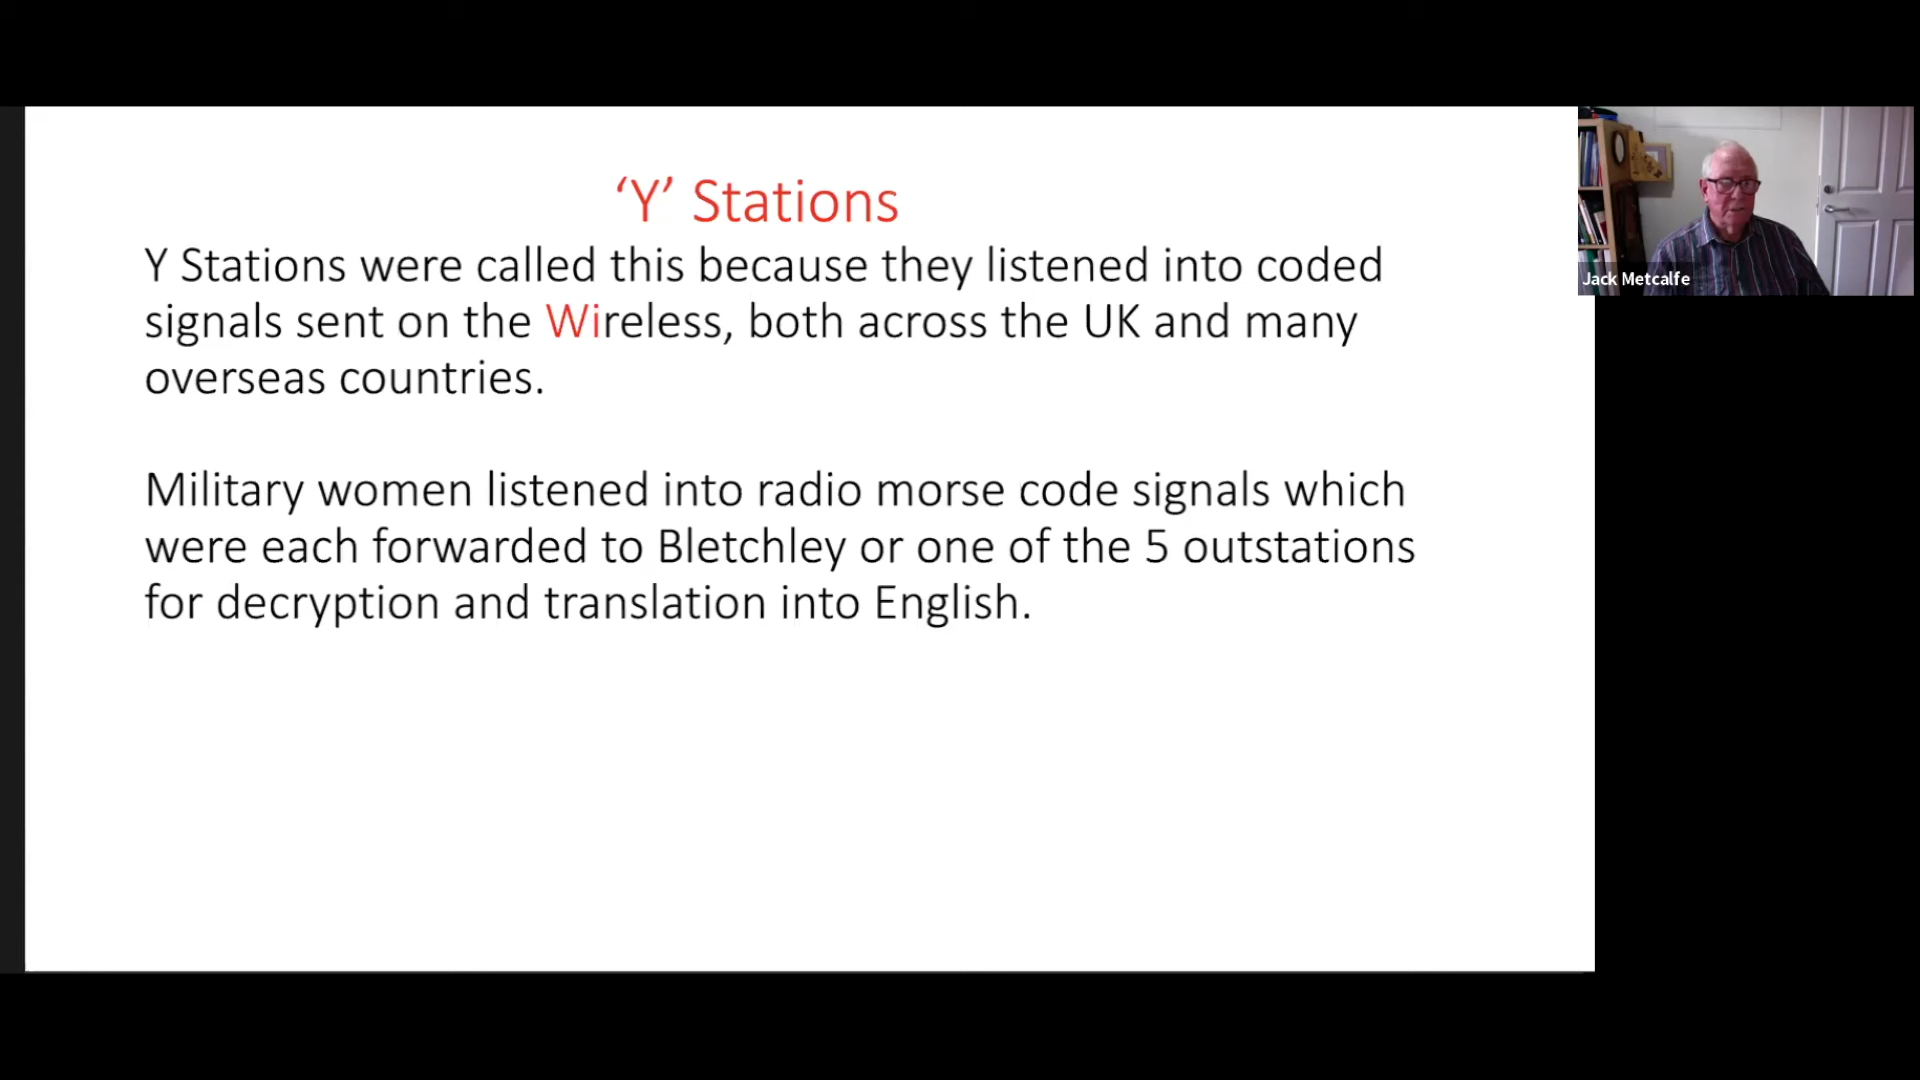 ‘Y’ Stations
Y Stations were called this because they listened into coded
signals sent on the Wireless, both across the UK and many
overseas countries.
Military women listened into radio morse code signals which
were each forwarded to Bletchley or one of the 5 outstations
for decryption and translation into English.
Jack Metcalfe